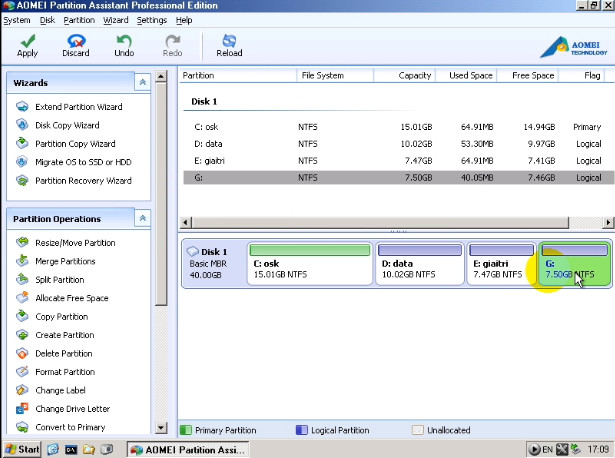 AOMEI Partition Assistant Professional Edition
System Disk Partition Wizard Settings Help
Apply Discard Undo Redo Reload
AOMEI
TECHNOLOGY
Wizards
Extend Partition Wizard
Disk Copy Wizard
Partition Copy Wizard
Migrate OS to SSD or HDD
Partition Recovery Wizard
Partition Operations
Resize/Move Partition
Merge Partitions
Split Partition
Allocate Free Space
Copy Partition
Create Partition
Delete Partition
Format Partition
Change Label
Change Drive Letter
Convert to Primary
Partition File System Capacity Used Space Free Space Flag
Disk 1
C: osk NTFS 15.01GB 64.91MB 14.94GB Primary
D: data NTFS 10.02GB 53.30MB 9.97GB Logical
E: giaitri NTFS 7.47GB 64.91MB 7.41GB Logical
G: NTFS 7.50GB 40.05MB 7.46GB Logical
Disk 1
Basic MBR
40.00GB
C: osk
15.01GB NTFS
D: data
10.02GB NTFS
E: giaitri
7.47GB NTFS
G:
7.50GB NTFS
Primary Partition Logical Partition Unallocated
Start AOMEI Partition Assi... EN 17:09